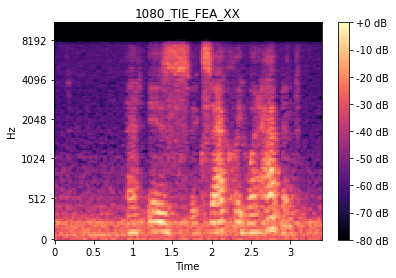 1080_TIE_FEA_XX
+0 dB
8192
-10 dB
4096
-20 dB
-30 dB
Hz
2048
-40 dB
1024
-50 dB
-60 dB
512
-70 dB
0
-80 dB
0 0.5 1 1.5 2 2.5 3
Time